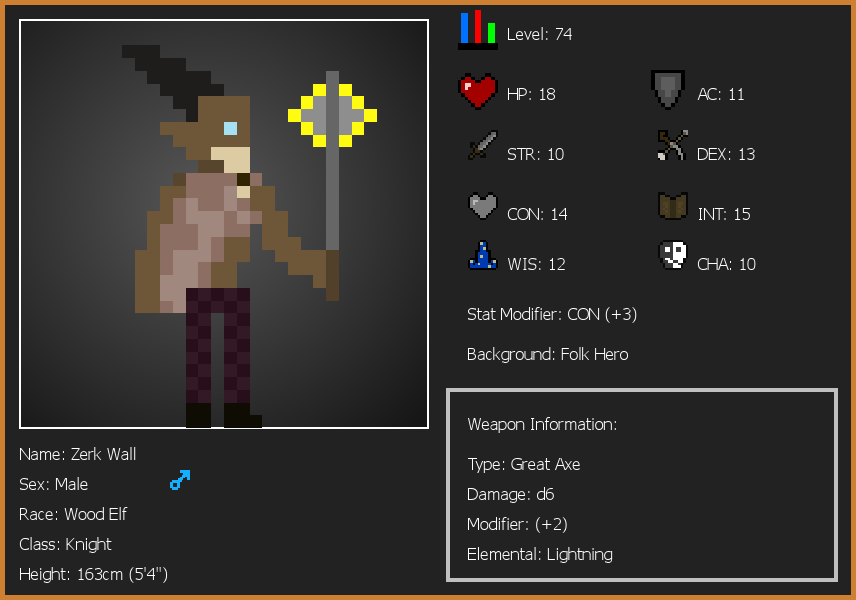 Level: 74
HP: 18
AC: 11
STR: 10
DEX: 13
CON: 14
INT: 15
WIS: 12
CHA: 10
Stat Modifier: CON (+3)
Background: Folk Hero
Weapon Information:
Type: Great Axe
Damage: d6
Modifier: (+2)
Elemental: Lightning
Name: Zerk Wall
Sex: Male
Race: Wood Elf
Class: Knight
Height: 163cm (5'4")